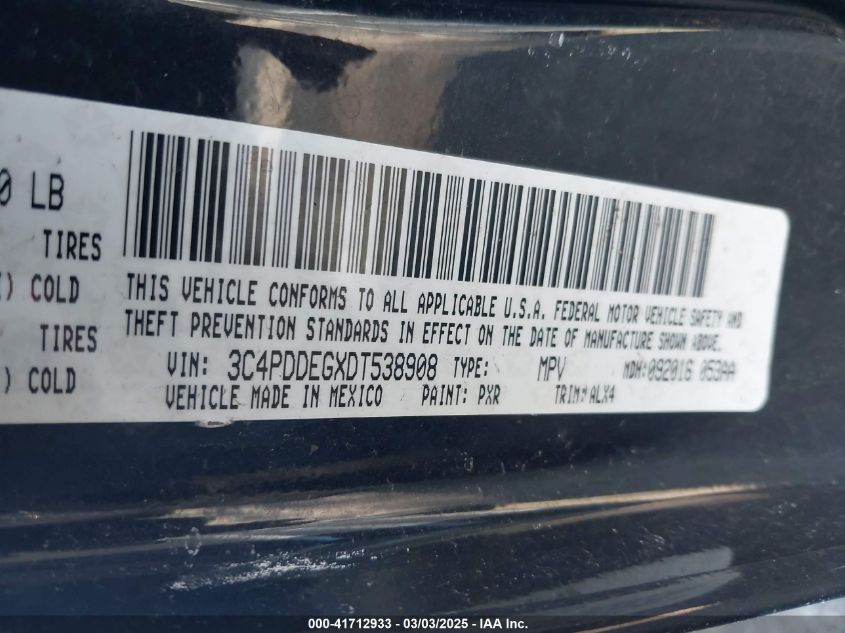 0 LB
TIRES
) COLD
TIRES
) COLD
THIS VEHICLE CONFORMS TO ALL APPLICABLE U.S.A. FEDERAL MOTOR VEHICLE SAFETY AND
THEFT PREVENTION STANDARDS IN EFFECT ON THE DATE OF MANUFACTURE SHOWN ABOVE.
VIN: 3C4PDDEGXDT538908 TYPE: MPV MDH:092016 053AA
VEHICLE MADE IN MEXICO PAINT: PXR TRIM:ALX4
000-41712933 / 03/03/2025 - IAA Inc.